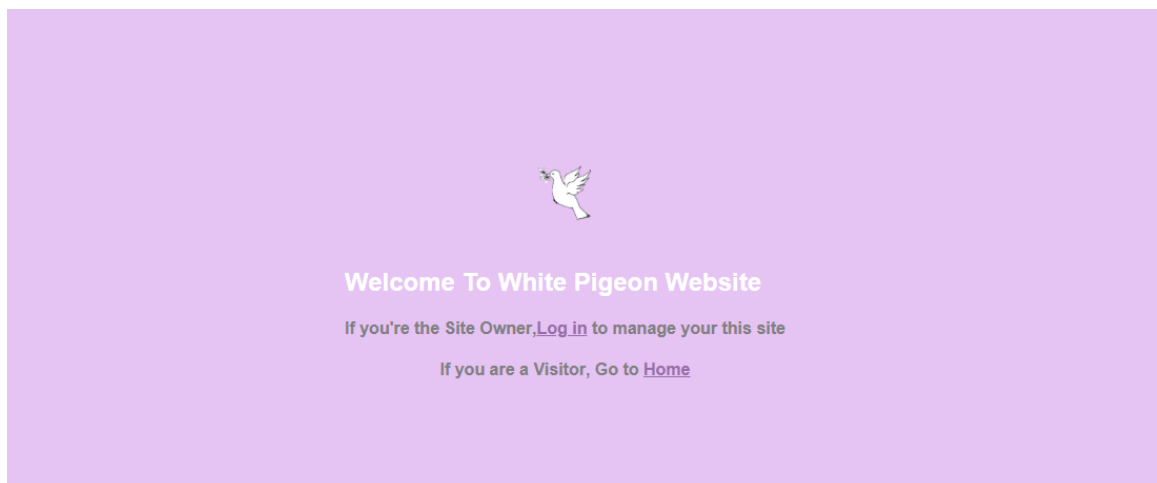 Welcome To White Pigeon Website
If you're the Site Owner,Log in to manage your this site
If you are a Visitor, Go to Home